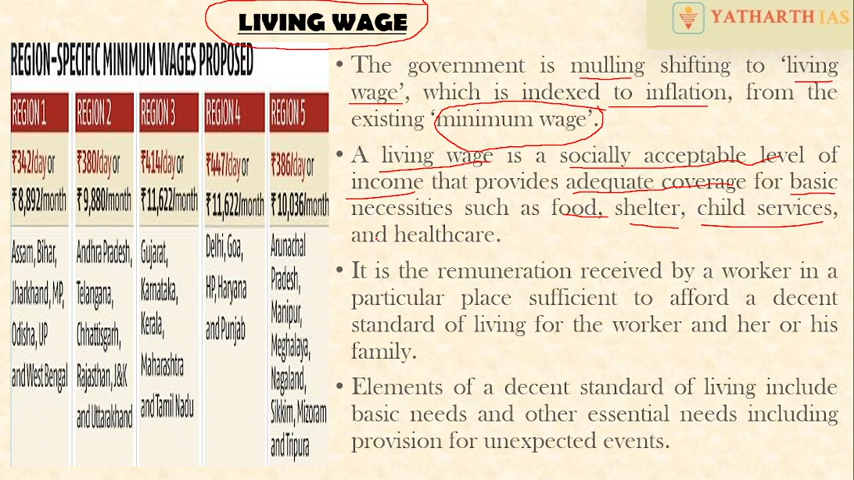 LIVING WAGE
YATHARTH IAS
REGION-SPECIFIC MINIMUM WAGES PROPOSED
REGION 1
₹342/day or
₹8,892/month
Assam, Bihar,
Jharkhand, MP,
Odisha, UP
and West Bengal
REGION 2
₹380/day or
₹9,880/month
Andhra Pradesh,
Telangana,
Chhattisgarh,
Rajasthan, J&K
and Uttarakhand
REGION 3
₹414/day or
₹11,622/month
Gujarat,
Karnataka,
Kerala,
Maharashtra
and Tamil Nadu
REGION 4
₹447/day or
₹11,622/month
Delhi, Goa,
HP, Haryana
and Punjab
REGION 5
₹386/day or
₹10,036/month
Arunachal
Pradesh,
Manipur,
Meghalaya,
Nagaland,
Sikkim, Mizoram
and Tripura
• The government is mulling shifting to ‘living
wage’, which is indexed to inflation, from the
existing ‘minimum wage’.
• A living wage is a socially acceptable level of
income that provides adequate coverage for basic
necessities such as food, shelter, child services,
and healthcare.
• It is the remuneration received by a worker in a
particular place sufficient to afford a decent
standard of living for the worker and her or his
family.
• Elements of a decent standard of living include
basic needs and other essential needs including
provision for unexpected events.